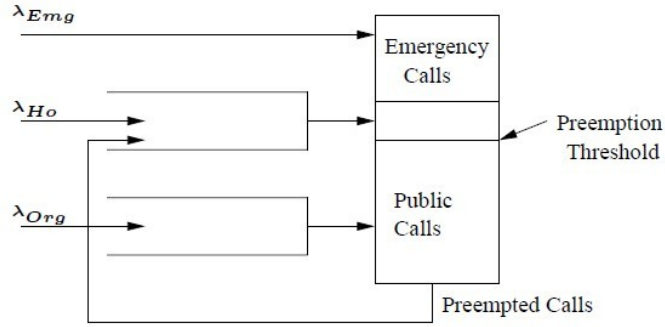 λEmg
Emergency
Calls
λHo
Preemption
Threshold
λOrg
Public
Calls
Preempted Calls